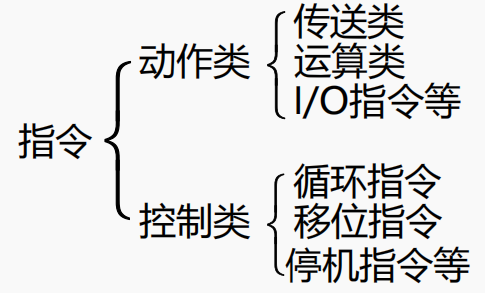 指令
动作类
传送类
运算类
I/O指令等
控制类
循环指令
移位指令
停机指令等